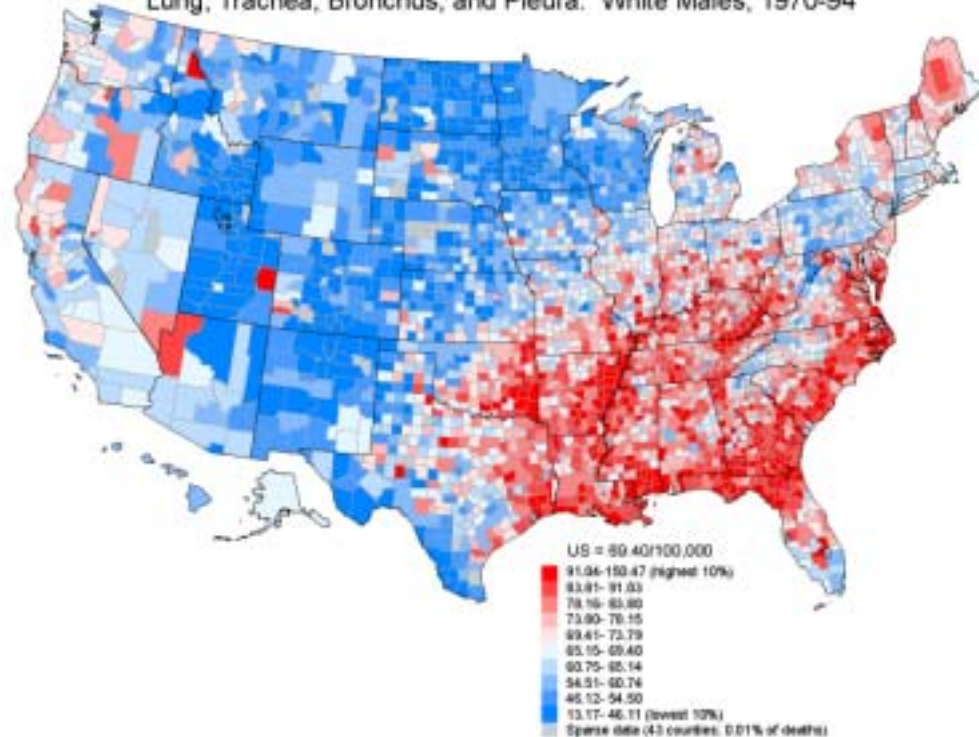 Lung, Trachea, Bronchus, and Pleura: White Males, 1970-94
US = 69.40/100,000
91.04-150.47 (highest 10%)
83.81- 91.03
78.16- 83.80
73.80- 78.15
69.41- 73.79
65.15- 69.40
60.75- 65.14
54.51- 60.74
46.12- 54.50
13.17- 46.11 (lowest 10%)
Sparse data (43 counties; 0.01% of deaths)